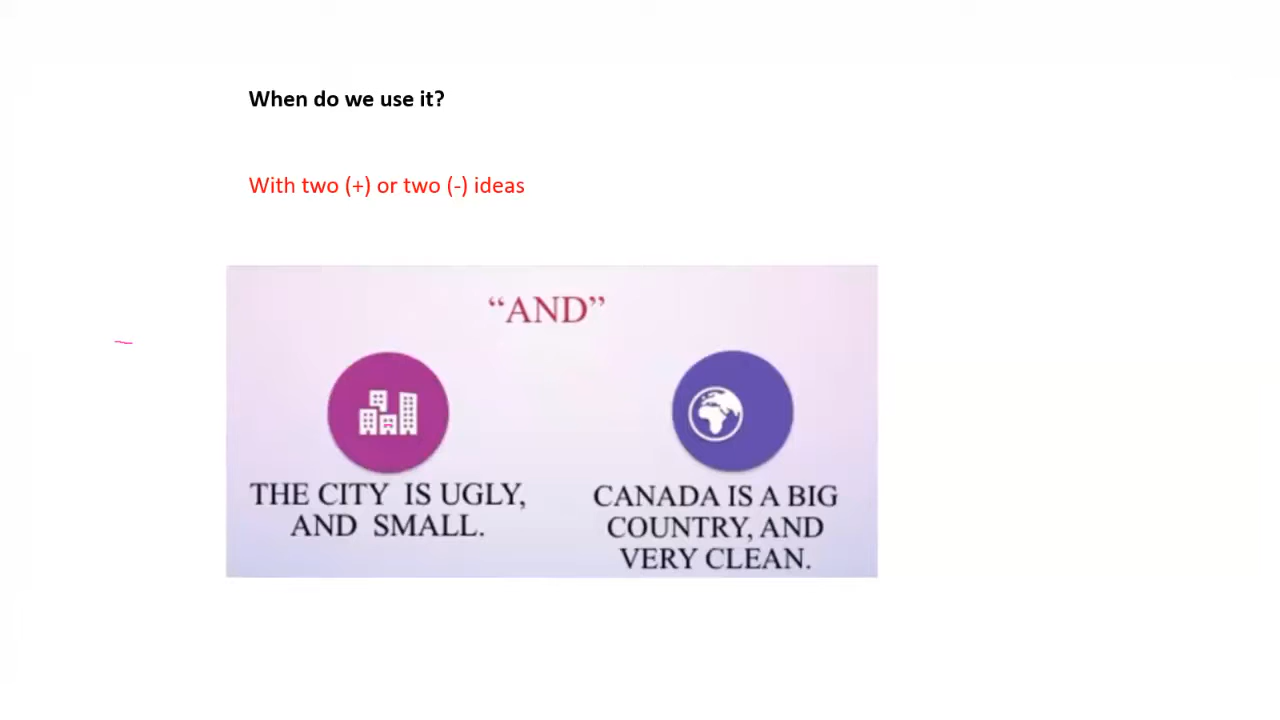 When do we use it?
With two (+) or two (-) ideas
“AND”
THE CITY IS UGLY,
AND SMALL.
CANADA IS A BIG
COUNTRY, AND
VERY CLEAN.